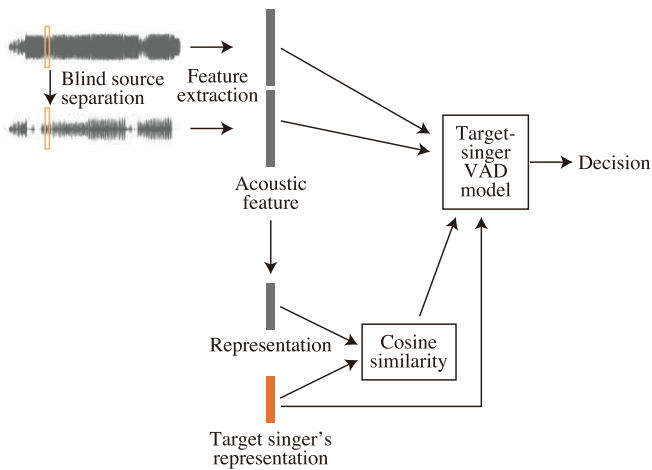 Blind source
separation
Feature
extraction
Acoustic
feature
Target-
singer
VAD
model
Decision
Representation
Cosine
similarity
Target singer's
representation